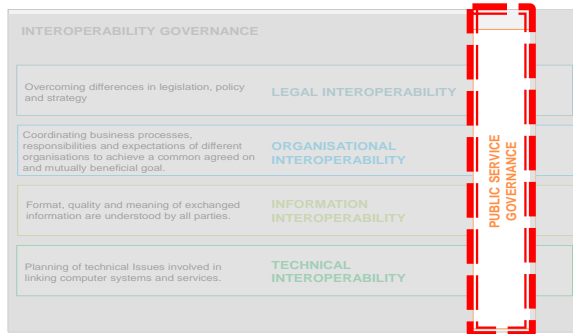 INTEROPERABILITY GOVERNANCE
Overcoming differences in legislation, policy
and strategy
LEGAL INTEROPERABILITY
Coordinating business processes,
responsibilities and expectations of different
organisations to achieve a common agreed on
and mutually beneficial goal.
ORGANISATIONAL
INTEROPERABILITY
Format, quality and meaning of exchanged
information are understood by all parties.
INFORMATION
INTEROPERABILITY
Planning of technical Issues involved in
linking computer systems and services.
TECHNICAL
INTEROPERABILITY
PUBLIC SERVICE
GOVERNANCE